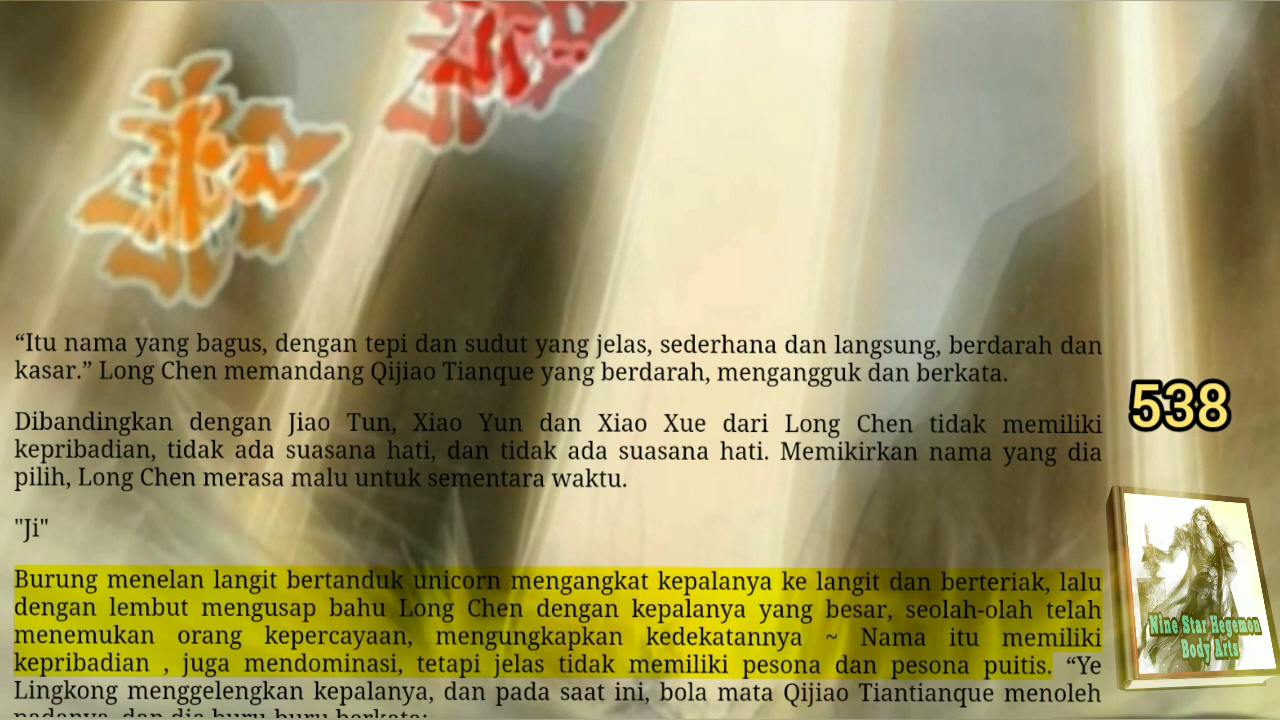 “Itu nama yang bagus, dengan tepi dan sudut yang jelas, sederhana dan langsung, berdarah dan
kasar.” Long Chen memandang Qijiao Tianque yang berdarah, mengangguk dan berkata.
Dibandingkan dengan Jiao Tun, Xiao Yun dan Xiao Xue dari Long Chen tidak memiliki
kepribadian, tidak ada suasana hati, dan tidak ada suasana hati. Memikirkan nama yang dia
pilih, Long Chen merasa malu untuk sementara waktu.
"Ji"
Burung menelan langit bertanduk unicorn mengangkat kepalanya ke langit dan berteriak, lalu
dengan lembut mengusap bahu Long Chen dengan kepalanya yang besar, seolah-olah telah
menemukan orang kepercayaan, mengungkapkan kedekatannya ~ Nama itu memiliki
kepribadian , juga mendominasi, tetapi jelas tidak memiliki pesona dan pesona puitis. “Ye
Lingkong menggelengkan kepalanya, dan pada saat ini, bola mata Qijiao Tiantianque menoleh
padanya, dan dia buru-buru berkata:
538
Nine Star Hegemon
Body Arts